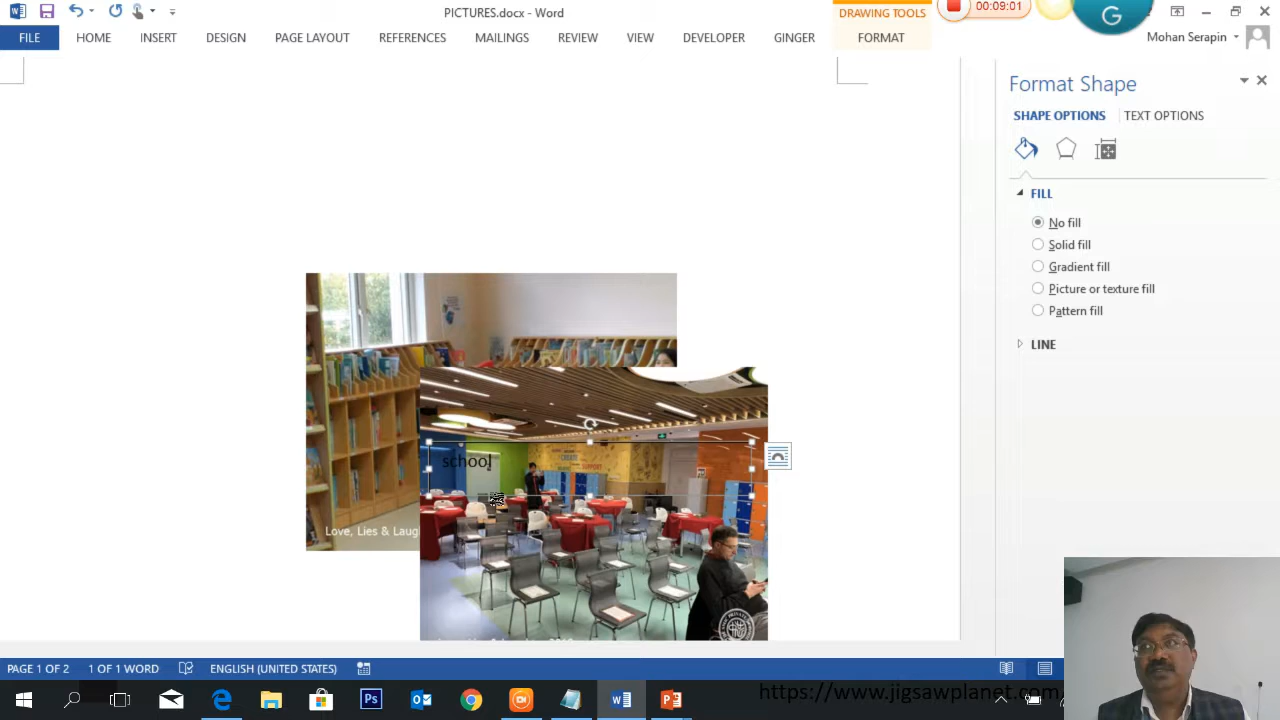 PICTURES.docx - Word
DRAWING TOOLS
00:09:01
G
FILE
HOME
INSERT
DESIGN
PAGE LAYOUT
REFERENCES
MAILINGS
REVIEW
VIEW
DEVELOPER
GINGER
FORMAT
Mohan Serapin
Format Shape
SHAPE OPTIONS
TEXT OPTIONS
FILL
No fill
Solid fill
Gradient fill
Picture or texture fill
Pattern fill
LINE
CREATE
SUPPORT
school
Love, Lies & Laugh
PAGE 1 OF 2
1 OF 1 WORD
ENGLISH (UNITED STATES)
https://www.jigsawplanet.com